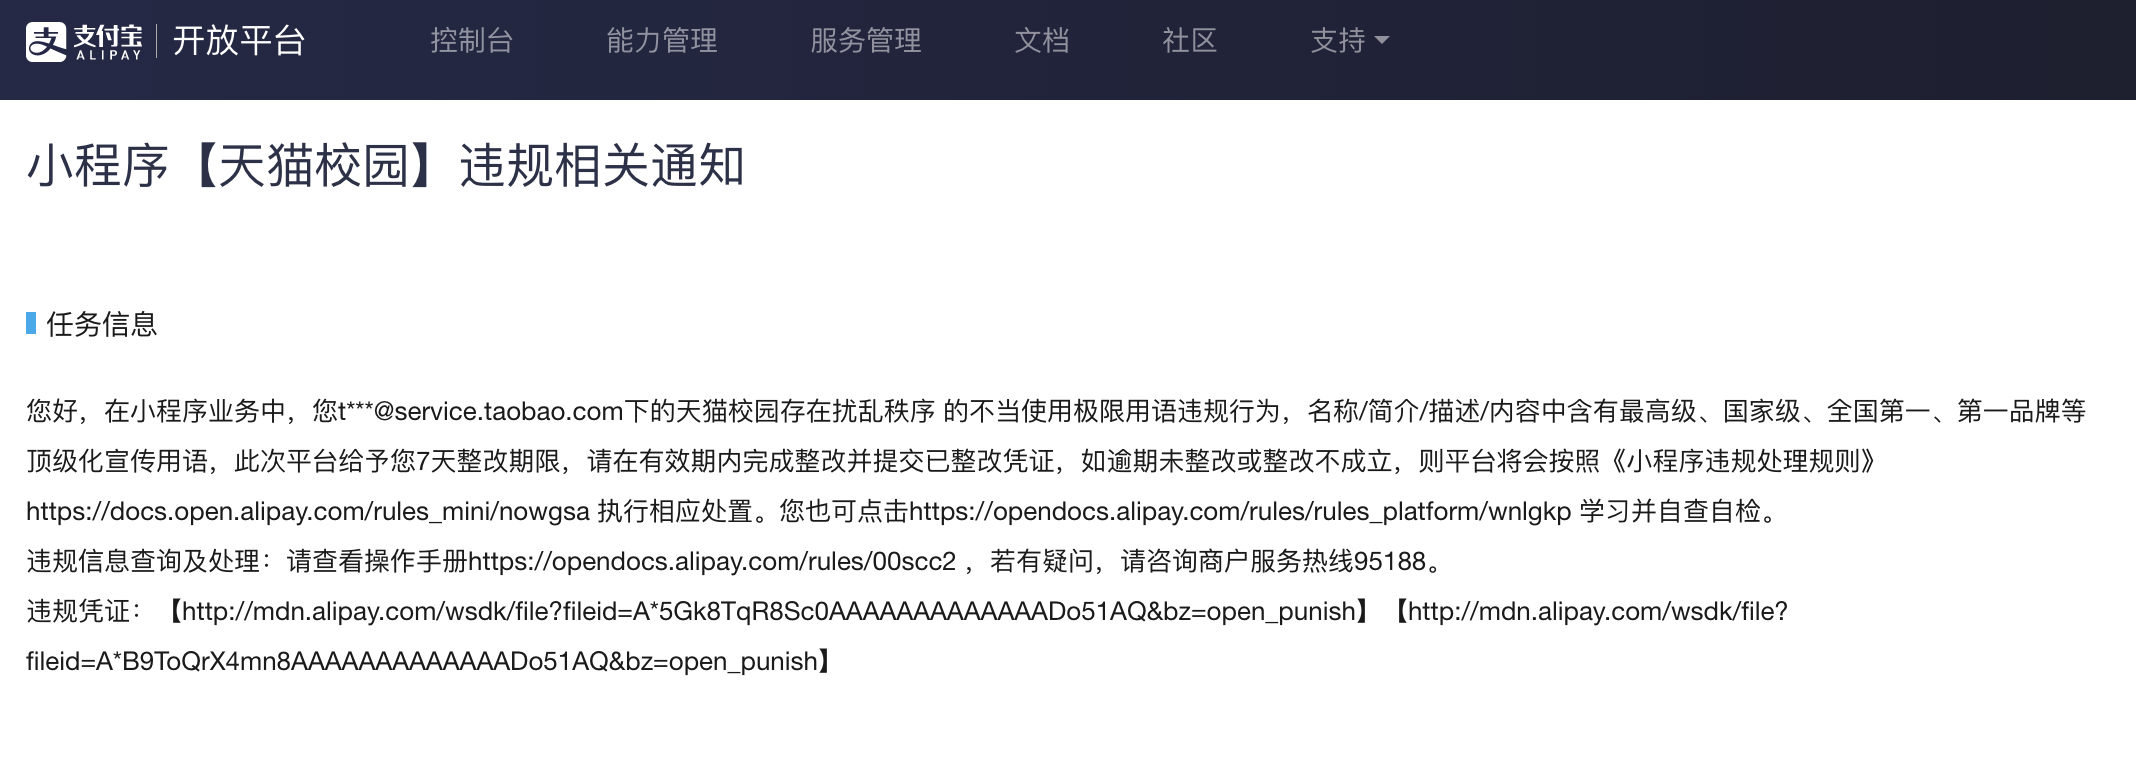 支付宝 ALIPAY 开放平台 控制台 能力管理 服务管理 文档 社区 支持
小程序【天猫校园】违规相关通知
任务信息
您好，在小程序业务中，您t***@service.taobao.com下的天猫校园存在扰乱秩序 的不当使用极限用语违规行为，名称/简介/描述/内容中含有最高级、国家级、全国第一、第一品牌等
顶级化宣传用语，此次平台给予您7天整改期限，请在有效期内完成整改并提交已整改凭证，如逾期未整改或整改不成立，则平台将会按照《小程序违规处理规则》
https://docs.open.alipay.com/rules_mini/nowgsa 执行相应处置。您也可点击https://opendocs.alipay.com/rules/rules_platform/wnlgkp 学习并自查自检。
违规信息查询及处理：请查看操作手册https://opendocs.alipay.com/rules/00scc2 ，若有疑问，请咨询商户服务热线95188。
违规凭证：【http://mdn.alipay.com/wsdk/file?fileid=A*5Gk8TqR8Sc0AAAAAAAAAAAAADo51AQ&bz=open_punish】【http://mdn.alipay.com/wsdk/file?
fileid=A*B9ToQrX4mn8AAAAAAAAAAAAADo51AQ&bz=open_punish】